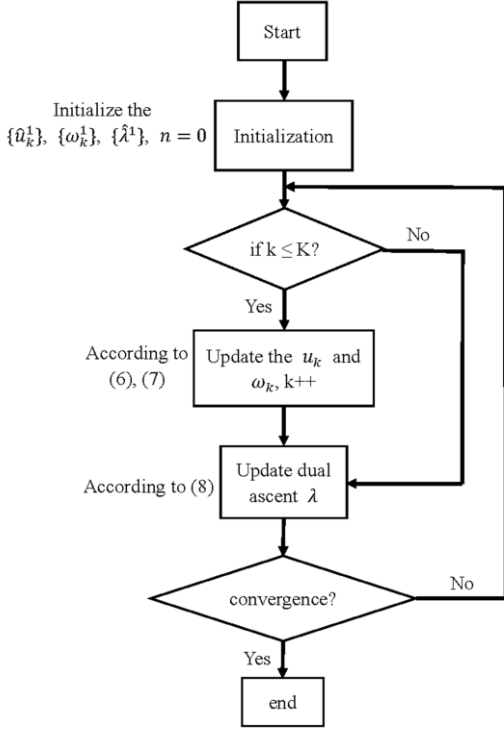 Start
Initialize the
{û_k^1}, {ω_k^1}, {λ̂^1}, n = 0
Initialization
if k ≤ K?
No
Yes
According to
(6), (7)
Update the u_k and
ω_k, k++
According to (8)
Update dual
ascent λ
convergence?
No
Yes
end